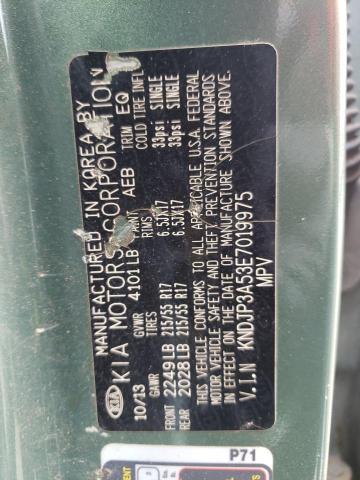 MANUFACTURED IN KOREA BY
KIA MOTORS CORPORATION
KIA
10/13 GVWR 4101LB PAINT AEB TRIM EQ
GAWR TIRES RIMS COLD TIRE INFL
FRONT 2249LB 215/55 R17 6.5JX17 33psi SINGLE
REAR 2028LB 215/55 R17 6.5JX17 33psi SINGLE
THIS VEHICLE CONFORMS TO ALL APPLICABLE U.S.A. FEDERAL
MOTOR VEHICLE SAFETY AND THEFT PREVENTION STANDARDS
IN EFFECT ON THE DATE OF MANUFACTURE SHOWN ABOVE.
V.I.N KNDJP3A53E7019975
MPV
P71